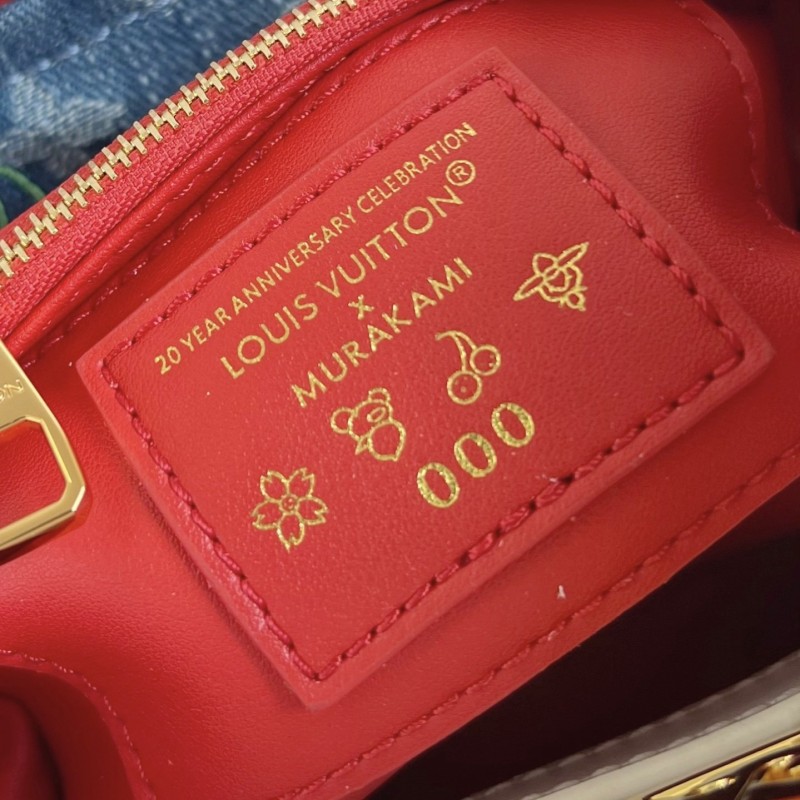 20 YEAR ANNIVERSARY CELEBRATION
LOUIS VUITTON®
x
MURAKAMI
000